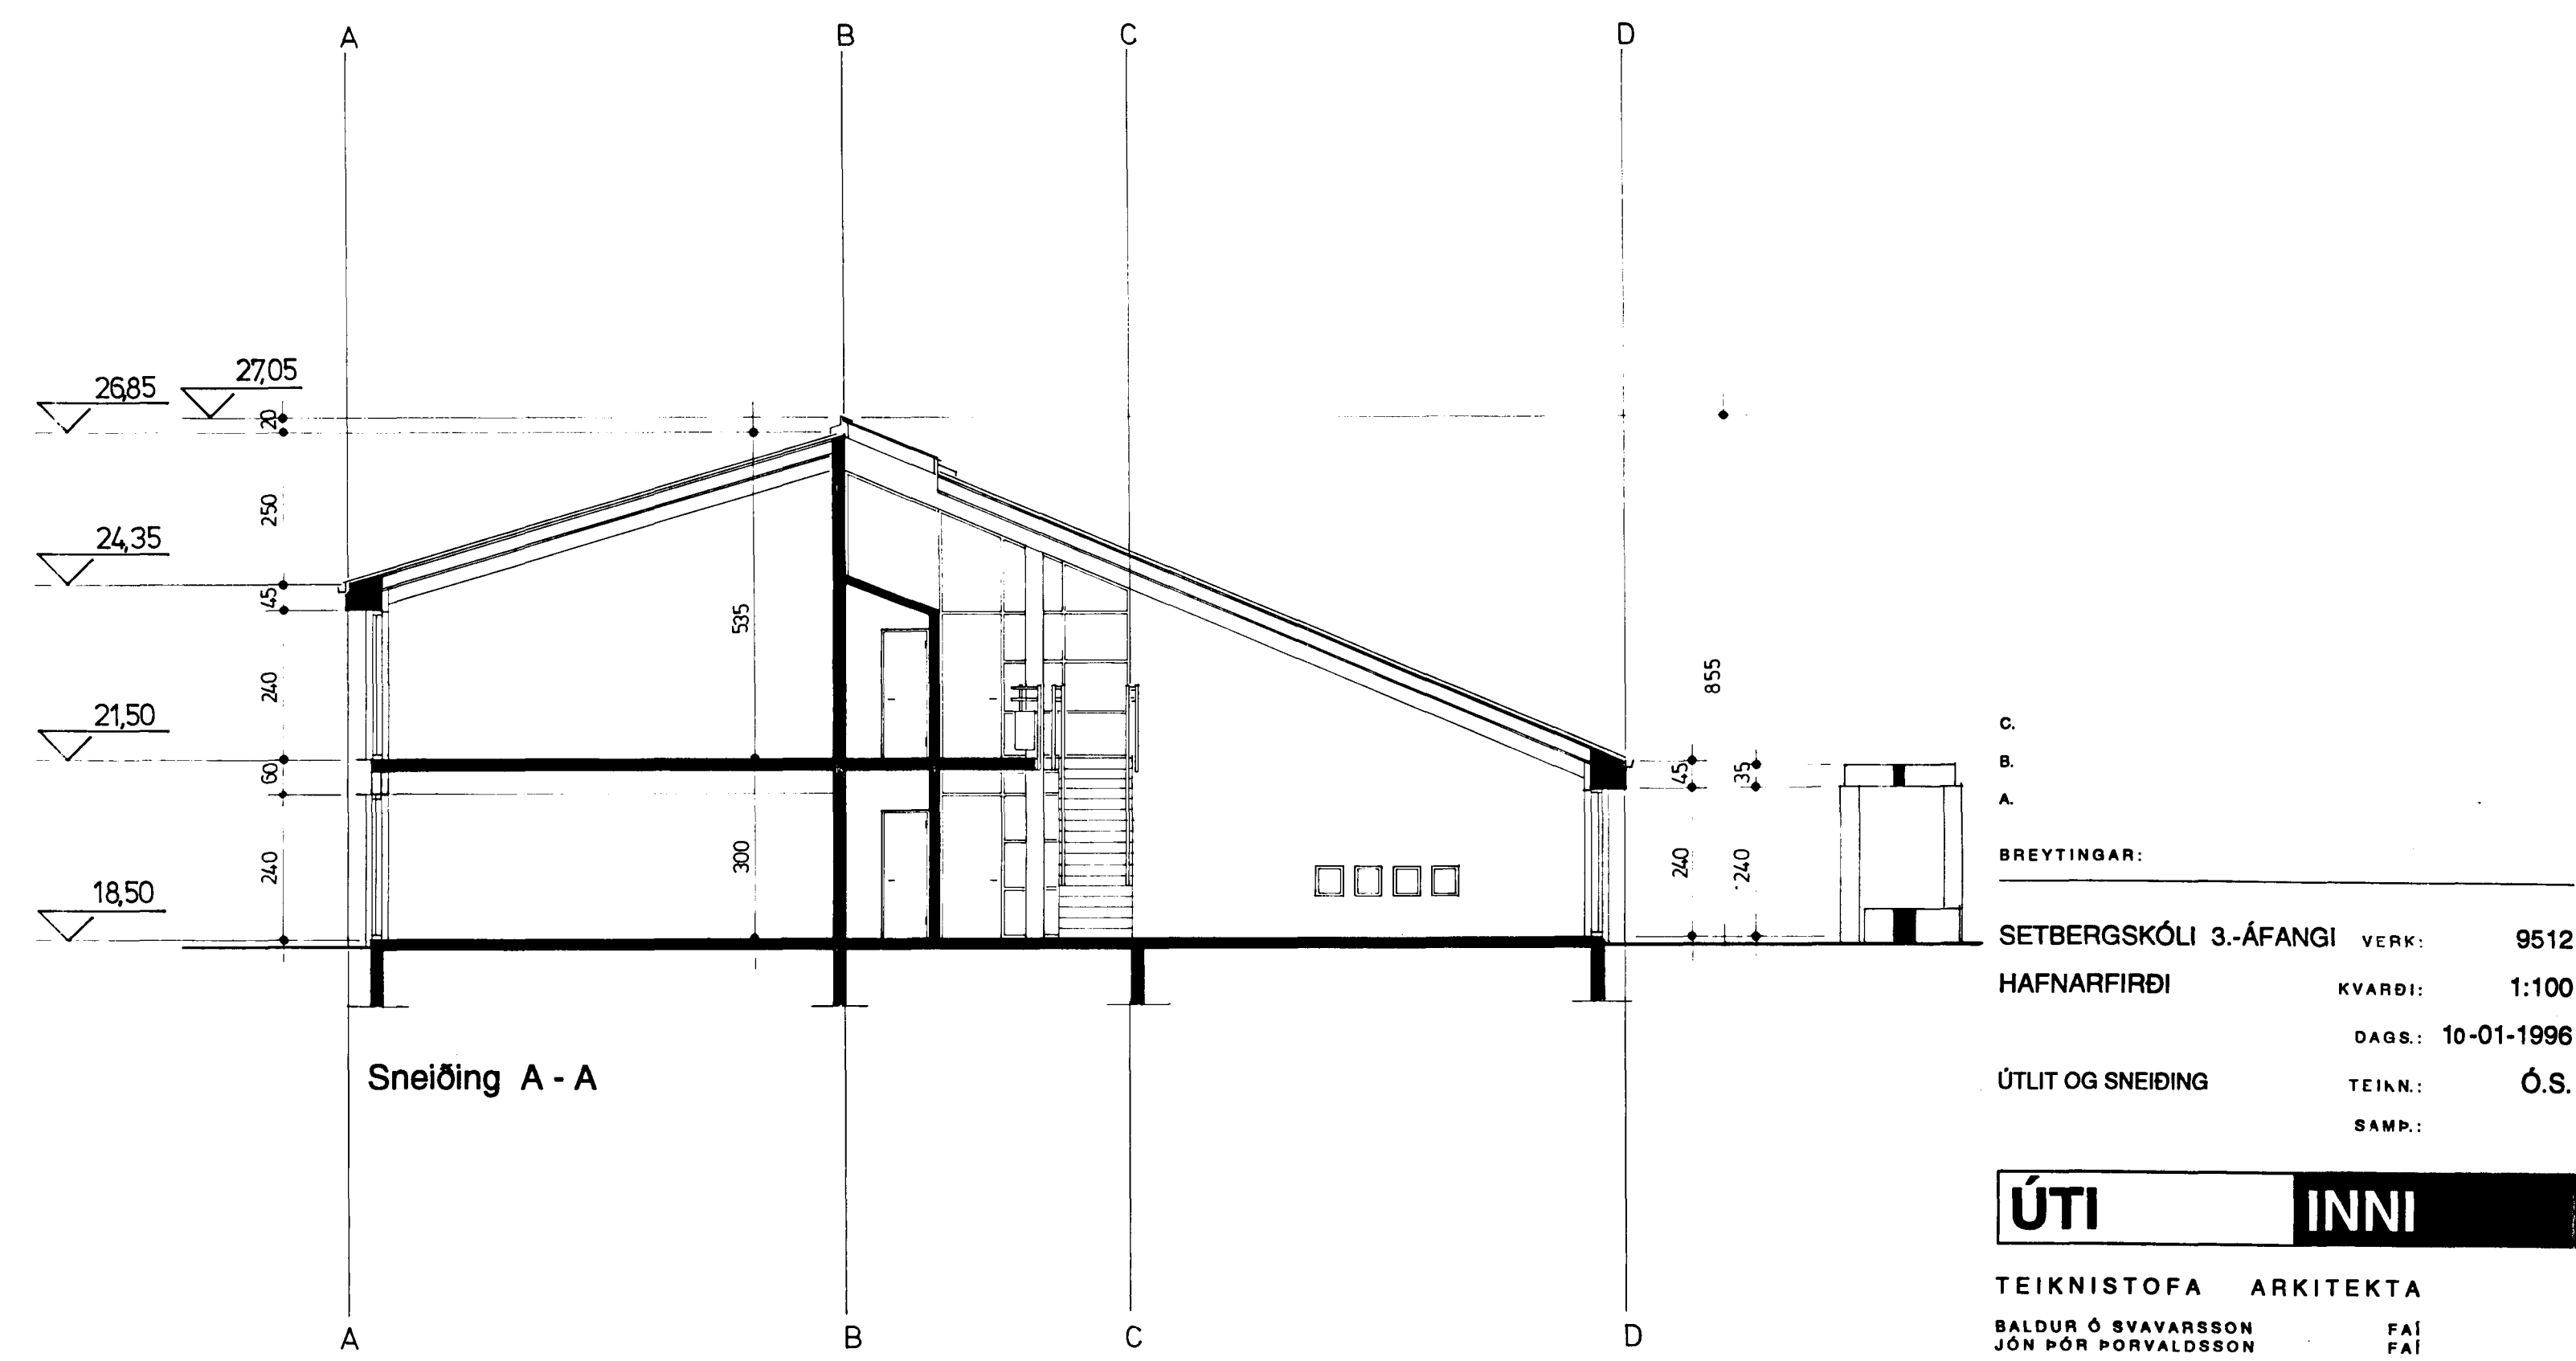 A B C D
27,05
26,85
20
250
24,35
45
535
240
855
21,50
60
45
35
C.
B.
A.
BREYTINGAR:
240
300
240
240
18,50
SETBERGSKÓLI 3.-ÁFANGI VERK: 9512
HAFNARFIRÐI KVARÐI: 1:100
DAGS.: 10-01-1996
Sneiðing A - A
ÚTLIT OG SNEIÐING TEIKN.: Ó.S.
SAMÞ.:
ÚTI INNI
TEIKNISTOFA ARKITEKTA
BALDUR Ó SVAVARSSON FAÍ
JÓN ÞÓR ÞORVALDSSON FAÍ
A B C D